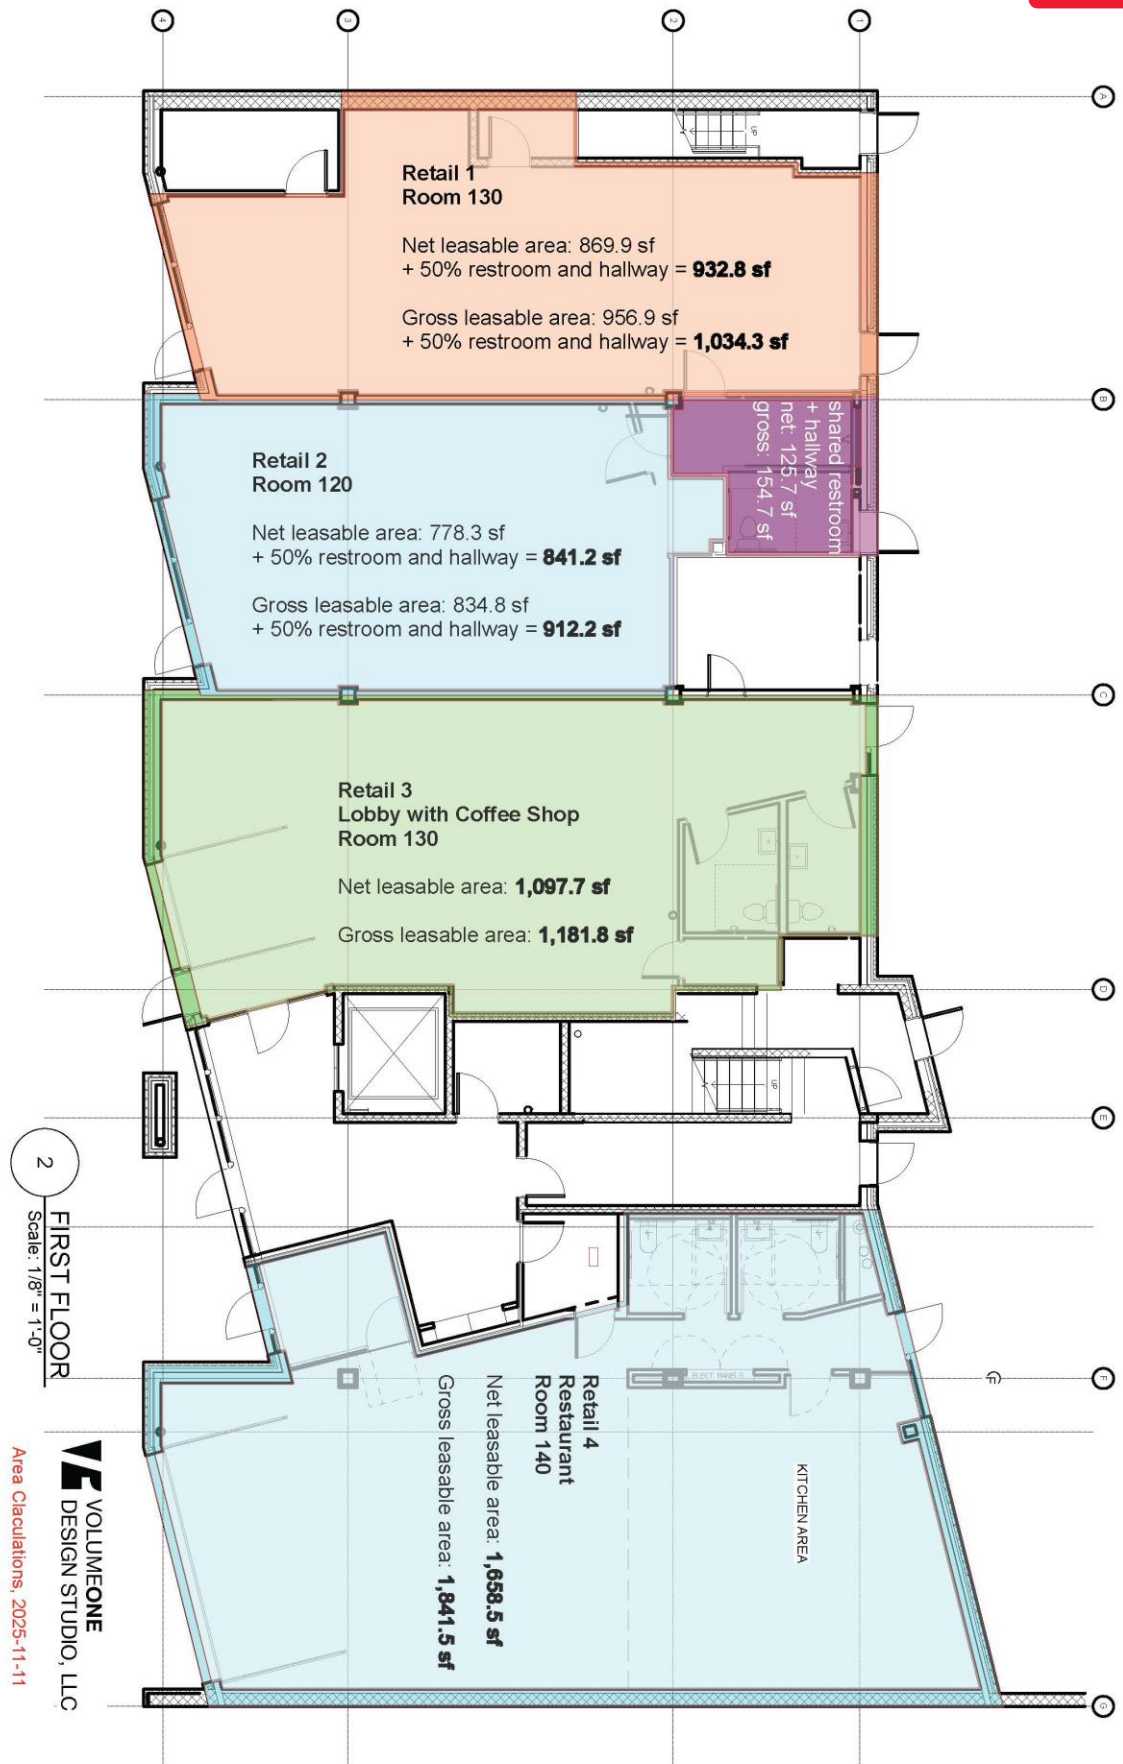 4
3
2
1
A
UP
Retail 1
Room 130
Net leasable area: 869.9 sf
+ 50% restroom and hallway = 932.8 sf
Gross leasable area: 956.9 sf
+ 50% restroom and hallway = 1,034.3 sf
B
shared restroom
+ hallway
net: 125.7 sf
gross: 154.7 sf
Retail 2
Room 120
Net leasable area: 778.3 sf
+ 50% restroom and hallway = 841.2 sf
Gross leasable area: 834.8 sf
+ 50% restroom and hallway = 912.2 sf
C
Retail 3
Lobby with Coffee Shop
Room 130
Net leasable area: 1,097.7 sf
Gross leasable area: 1,181.8 sf
D
UP
E
2
FIRST FLOOR
Scale: 1/8" = 1'-0"
ELECT PANELS
F
Retail 4
Restaurant
Room 140
Net leasable area: 1,658.5 sf
Gross leasable area: 1,841.5 sf
KITCHEN AREA
VOLUMEONE
DESIGN STUDIO, LLC
Area Claculations, 2025-11-11
G